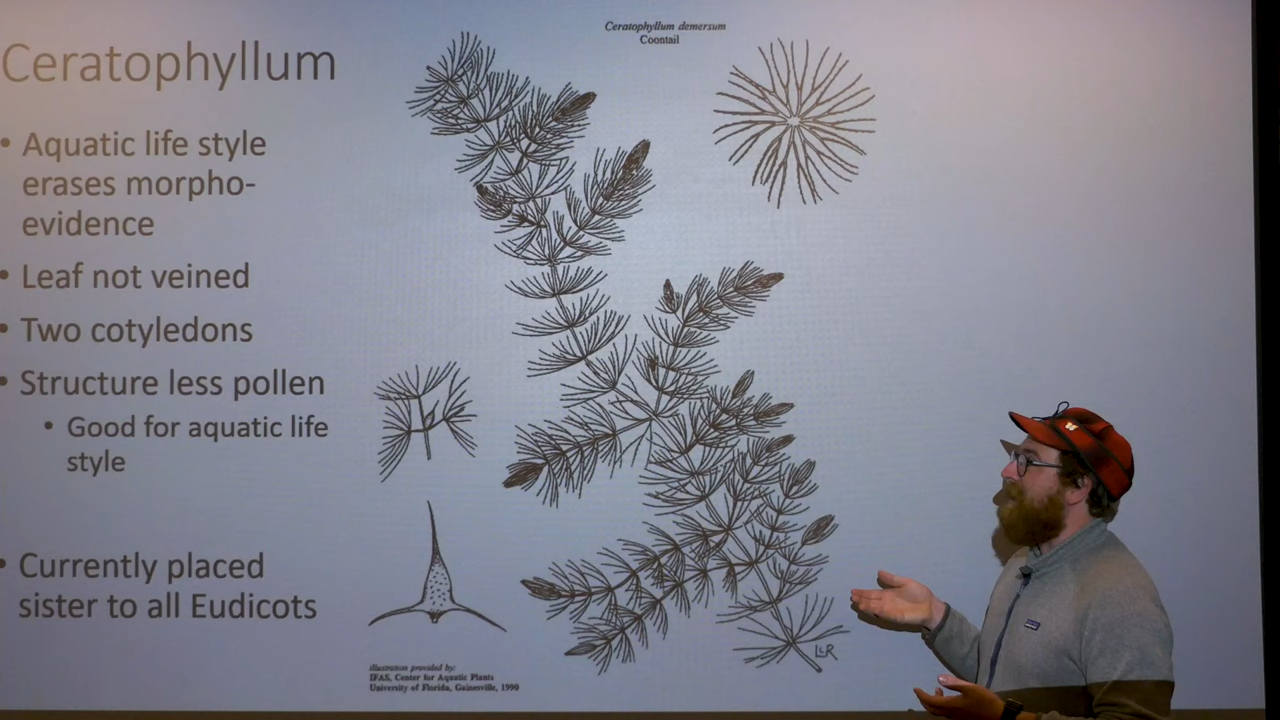 Ceratophyllum demersum
Coontail
Ceratophyllum
• Aquatic life style
erases morpho-
evidence
• Leaf not veined
• Two cotyledons
• Structure less pollen
• Good for aquatic life
style
• Currently placed
sister to all Eudicots
LLR
illustration provided by:
IFAS, Center for Aquatic Plants
University of Florida, Gainesville, 1990